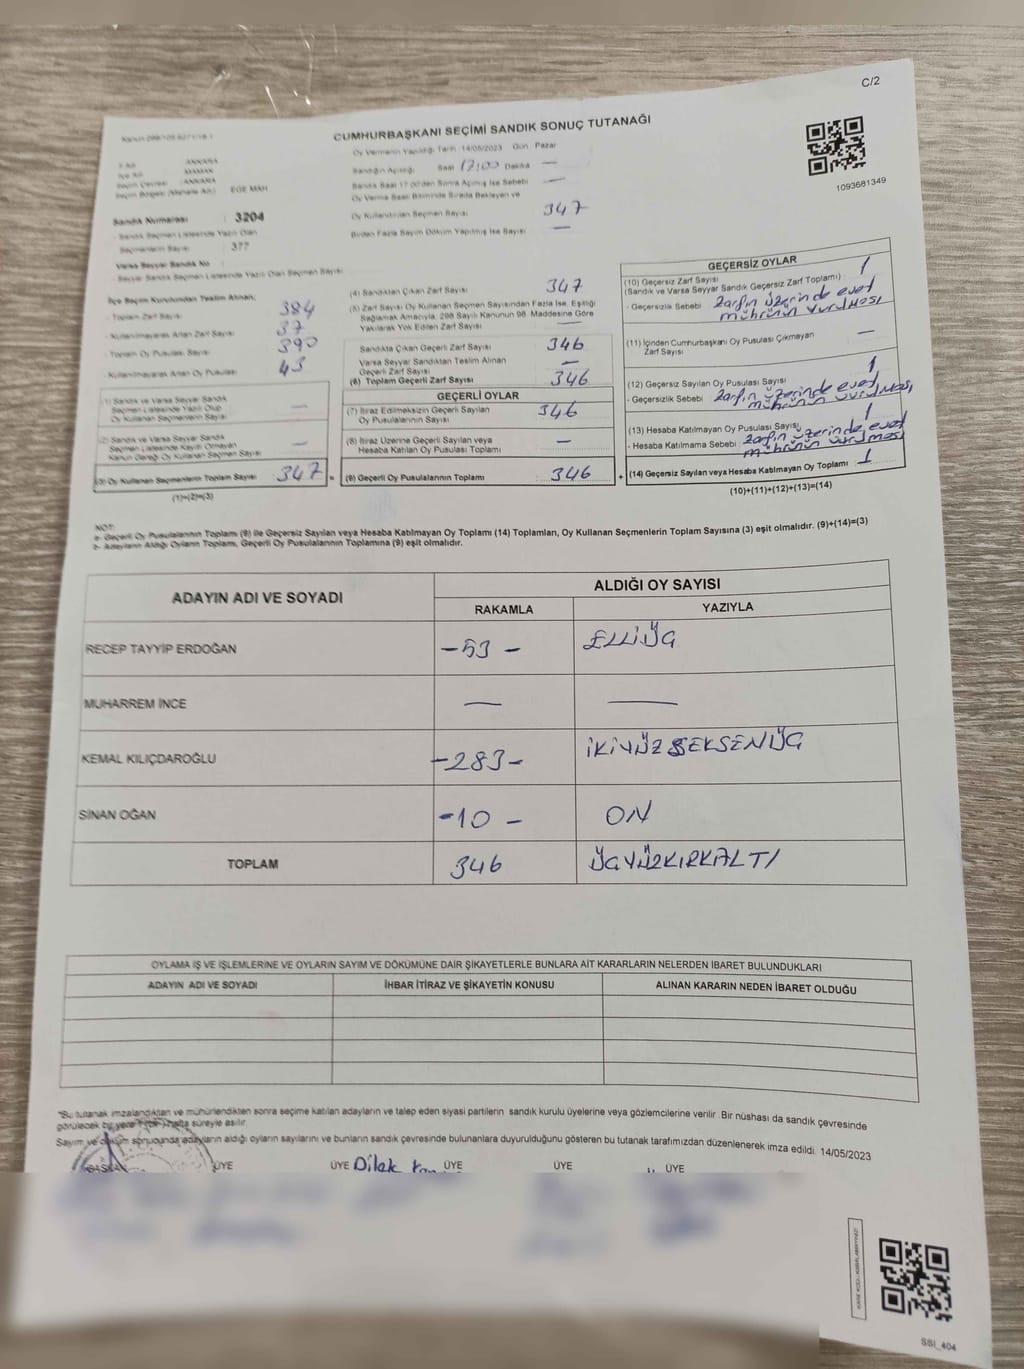 C/2
CUMHURBAŞKANI SEÇİMİ SANDIK SONUÇ TUTANAĞI
1093681349
İl Adı : ANKARA
İlçe Adı : MAMAK
Seçim Çevresi : ANKARA
Seçim Bölgesi (Mahalle Adı) : EGE MAH
Sandık Numarası : 3204
- Sandık Seçmen Listesinde Yazılı Olan
Seçmenlerin Sayısı : 377
Varsa Seyyar Sandık No
- Seyyar Sandık Seçmen Listesinde Yazılı Olan Seçmen Sayısı
Oy Vermenin Yapıldığı Tarih : 14/05/2023 Gün : Pazar
Sandığın Açıldığı Saat 17:00 Dakika —
Sandık Saat 17:00'den Sonra Açılmış İse Sebebi —
Oy Verme Saati Bitiminde Sırada Bekleyen ve
Oy Kullandırılan Seçmen Sayısı 347
Birden Fazla Sayım Döküm Yapılmış İse Sayısı —
İlçe Seçim Kurulundan Teslim Alınan;
- Toplam Zarf Sayısı 384
- Kullanılmayarak Artan Zarf Sayısı 37
- Toplam Oy Pusulası Sayısı 390
- Kullanılmayarak Artan Oy Pusulası 43
(1) Sandık ve Varsa Seyyar Sandık
Seçmen Listesinde Yazılı Olup
Oy Kullanan Seçmenlerin Sayısı —
(2) Sandık ve Varsa Seyyar Sandık
Seçmen Listesinde Kayıtlı Olmayan
Kanun Gereği Oy Kullanan Seçmen Sayısı —
(3) Oy Kullanan Seçmenlerin Toplam Sayısı 347 =
(1)+(2)=(3)
(4) Sandıktan Çıkan Zarf Sayısı 347
(5) Zarf Sayısı Oy Kullanan Seçmen Sayısından Fazla İse, Eşitliği
Sağlamak Amacıyla, 298 Sayılı Kanunun 98. Maddesine Göre
Yakılarak Yok Edilen Zarf Sayısı —
Sandıkta Çıkan Geçerli Zarf Sayısı 346
Varsa Seyyar Sandıktan Teslim Alınan
Geçerli Zarf Sayısı —
(6) Toplam Geçerli Zarf Sayısı 346
GEÇERLİ OYLAR
(7) İtiraz Edilmeksizin Geçerli Sayılan
Oy Pusulalarının Sayısı 346
(8) İtiraz Üzerine Geçerli Sayılan veya
Hesaba Katılan Oy Pusulası Toplamı —
(9) Geçerli Oy Pusulalarının Toplamı 346 +
GEÇERSİZ OYLAR
(10) Geçersiz Zarf Sayısı 1
(Sandık ve Varsa Seyyar Sandık Geçersiz Zarf Toplamı)
- Geçersizlik Sebebi : Zarfın üzerinde evet
mührünün vurulması
(11) İçinden Cumhurbaşkanı Oy Pusulası Çıkmayan
Zarf Sayısı —
(12) Geçersiz Sayılan Oy Pusulası Sayısı 1
- Geçersizlik Sebebi : Zarfın üzerinde evet
mührünün vurulması
(13) Hesaba Katılmayan Oy Pusulası Sayısı 1
- Hesaba Katılmama Sebebi : Zarfın üzerinde evet
mührünün vurulması
(14) Geçersiz Sayılan veya Hesaba Katılmayan Oy Toplamı 1
(10)+(11)+(12)+(13)=(14)
NOT:
a- Geçerli Oy Pusulalarının Toplamı (9) ile Geçersiz Sayılan veya Hesaba Katılmayan Oy Toplamı (14) Toplamları, Oy Kullanan Seçmenlerin Toplam Sayısına (3) eşit olmalıdır. (9)+(14)=(3)
b- Adayların Aldığı Oyların Toplamı, Geçerli Oy Pusulalarının Toplamına (9) eşit olmalıdır.
ADAYIN ADI VE SOYADI
ALDIĞI OY SAYISI
RAKAMLA YAZIYLA
RECEP TAYYİP ERDOĞAN -53- ELLİÜÇ
MUHARREM İNCE — —
KEMAL KILIÇDAROĞLU -283- İKİYÜZSEKSENÜÇ
SİNAN OĞAN -10- ON
TOPLAM 346 ÜÇYÜZKIRKALTI
OYLAMA İŞ VE İŞLEMLERİNE VE OYLARIN SAYIM VE DÖKÜMÜNE DAİR ŞİKAYETLERLE BUNLARA AİT KARARLARIN NELERDEN İBARET BULUNDUKLARI
ADAYIN ADI VE SOYADI İHBAR İTİRAZ VE ŞİKAYETİN KONUSU ALINAN KARARIN NEDEN İBARET OLDUĞU
*Bu tutanak imzalandıktan ve mühürlendikten sonra seçime katılan adayların ve talep eden siyasi partilerin sandık kurulu üyelerine veya gözlemcilerine verilir. Bir nüshası da sandık çevresinde
görülecek bir yere 1 bir hafta süreyle asılır.
Sayım ve döküm sonucunda adayların aldığı oyların sayılarını ve bunların sandık çevresinde bulunanlara duyurulduğunu gösteren bu tutanak tarafımızdan düzenlenerek imza edildi. 14/05/2023
BAŞKAN ÜYE ÜYE Dilek ÜYE ÜYE ÜYE
SSI_404